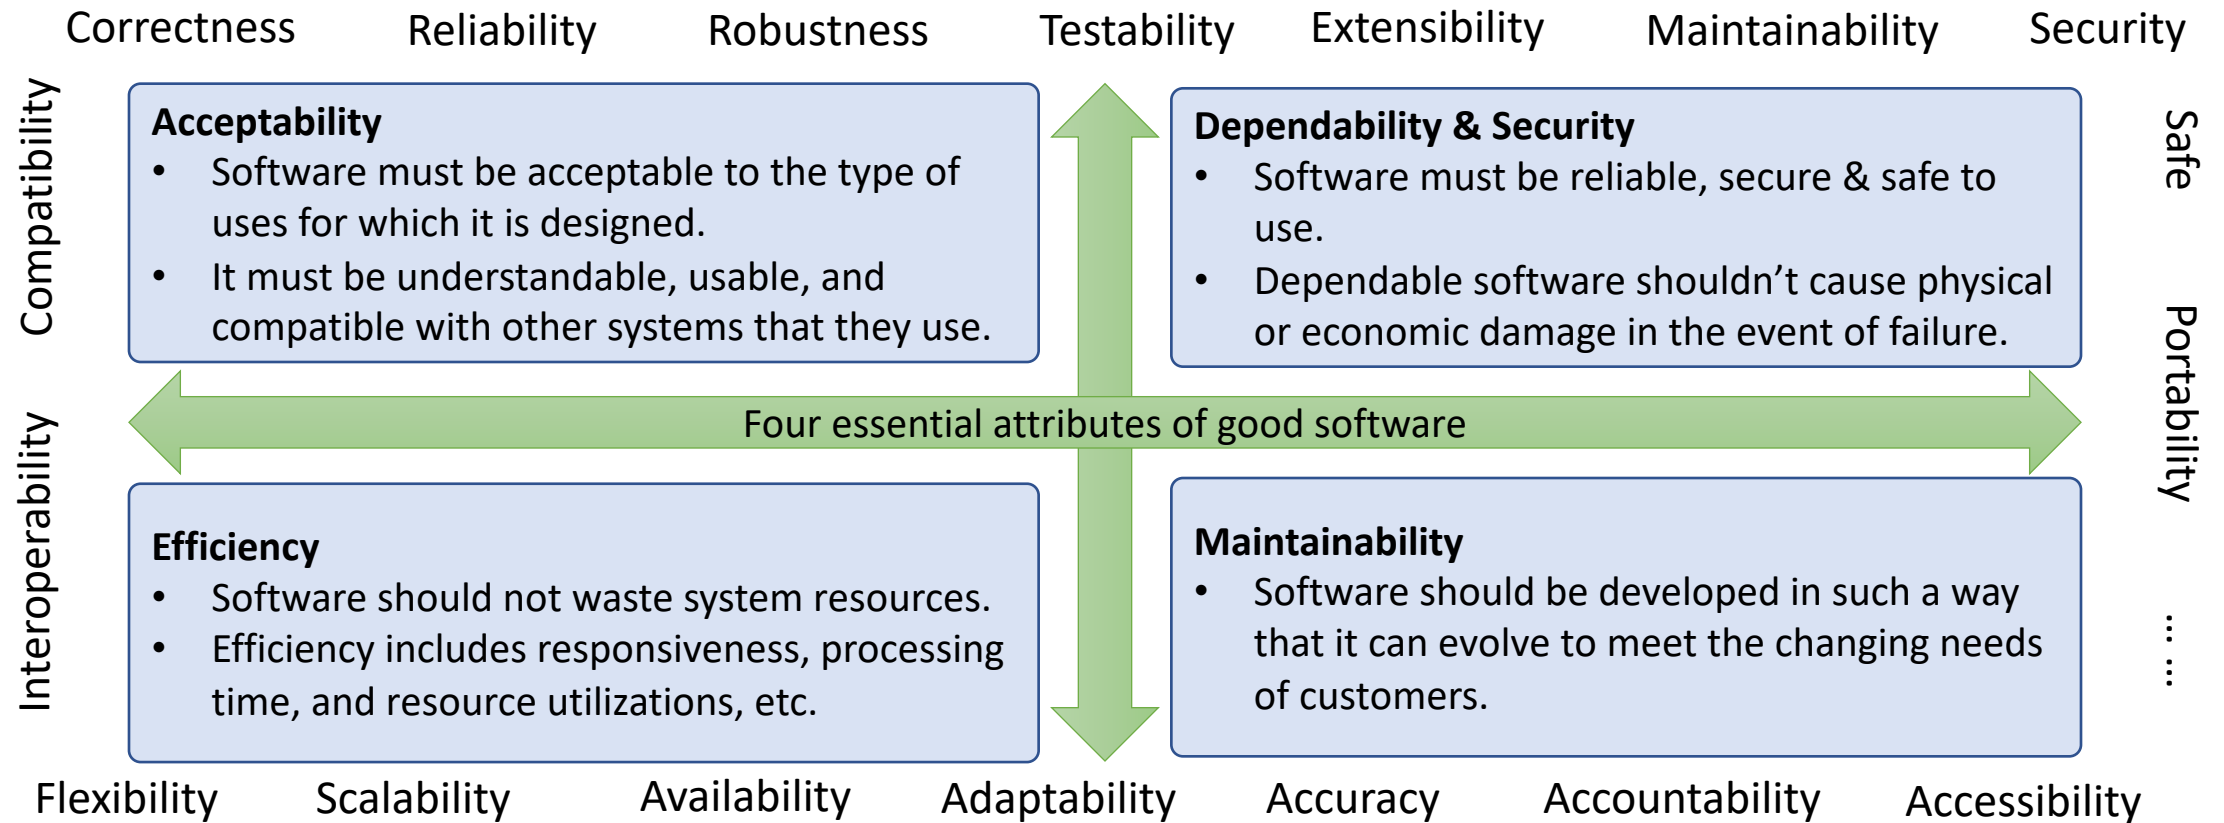 Correctness Reliability Robustness Testability Extensibility Maintainability Security
Compatibility
Interoperability
Acceptability
• Software must be acceptable to the type of
uses for which it is designed.
• It must be understandable, usable, and
compatible with other systems that they use.
Dependability & Security
• Software must be reliable, secure & safe to
use.
• Dependable software shouldn’t cause physical
or economic damage in the event of failure.
Safe
Portability
... ...
Four essential attributes of good software
Efficiency
• Software should not waste system resources.
• Efficiency includes responsiveness, processing
time, and resource utilizations, etc.
Maintainability
• Software should be developed in such a way
that it can evolve to meet the changing needs
of customers.
Flexibility Scalability Availability Adaptability Accuracy Accountability Accessibility